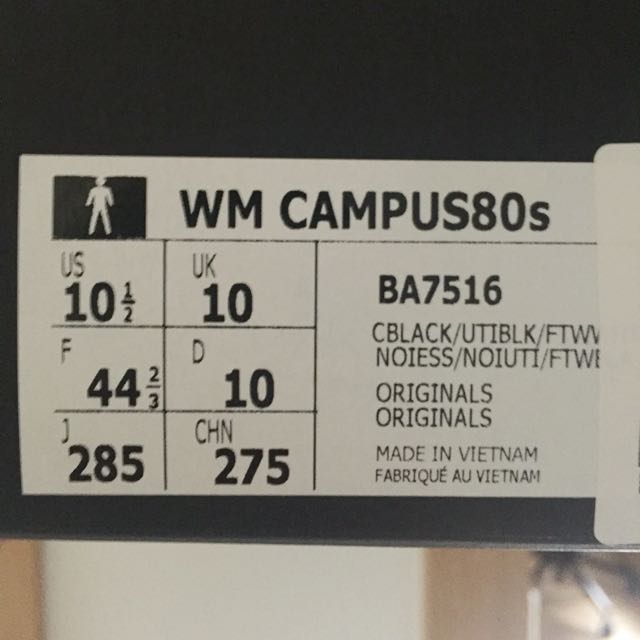 WM CAMPUS80s
US 10 1/2
UK 10
F 44 2/3
D 10
J 285
CHN 275
BA7516
CBLACK/UTIBLK/FTWW
NOIESS/NOIUTI/FTWB
ORIGINALS
ORIGINALS
MADE IN VIETNAM
FABRIQUÉ AU VIETNAM